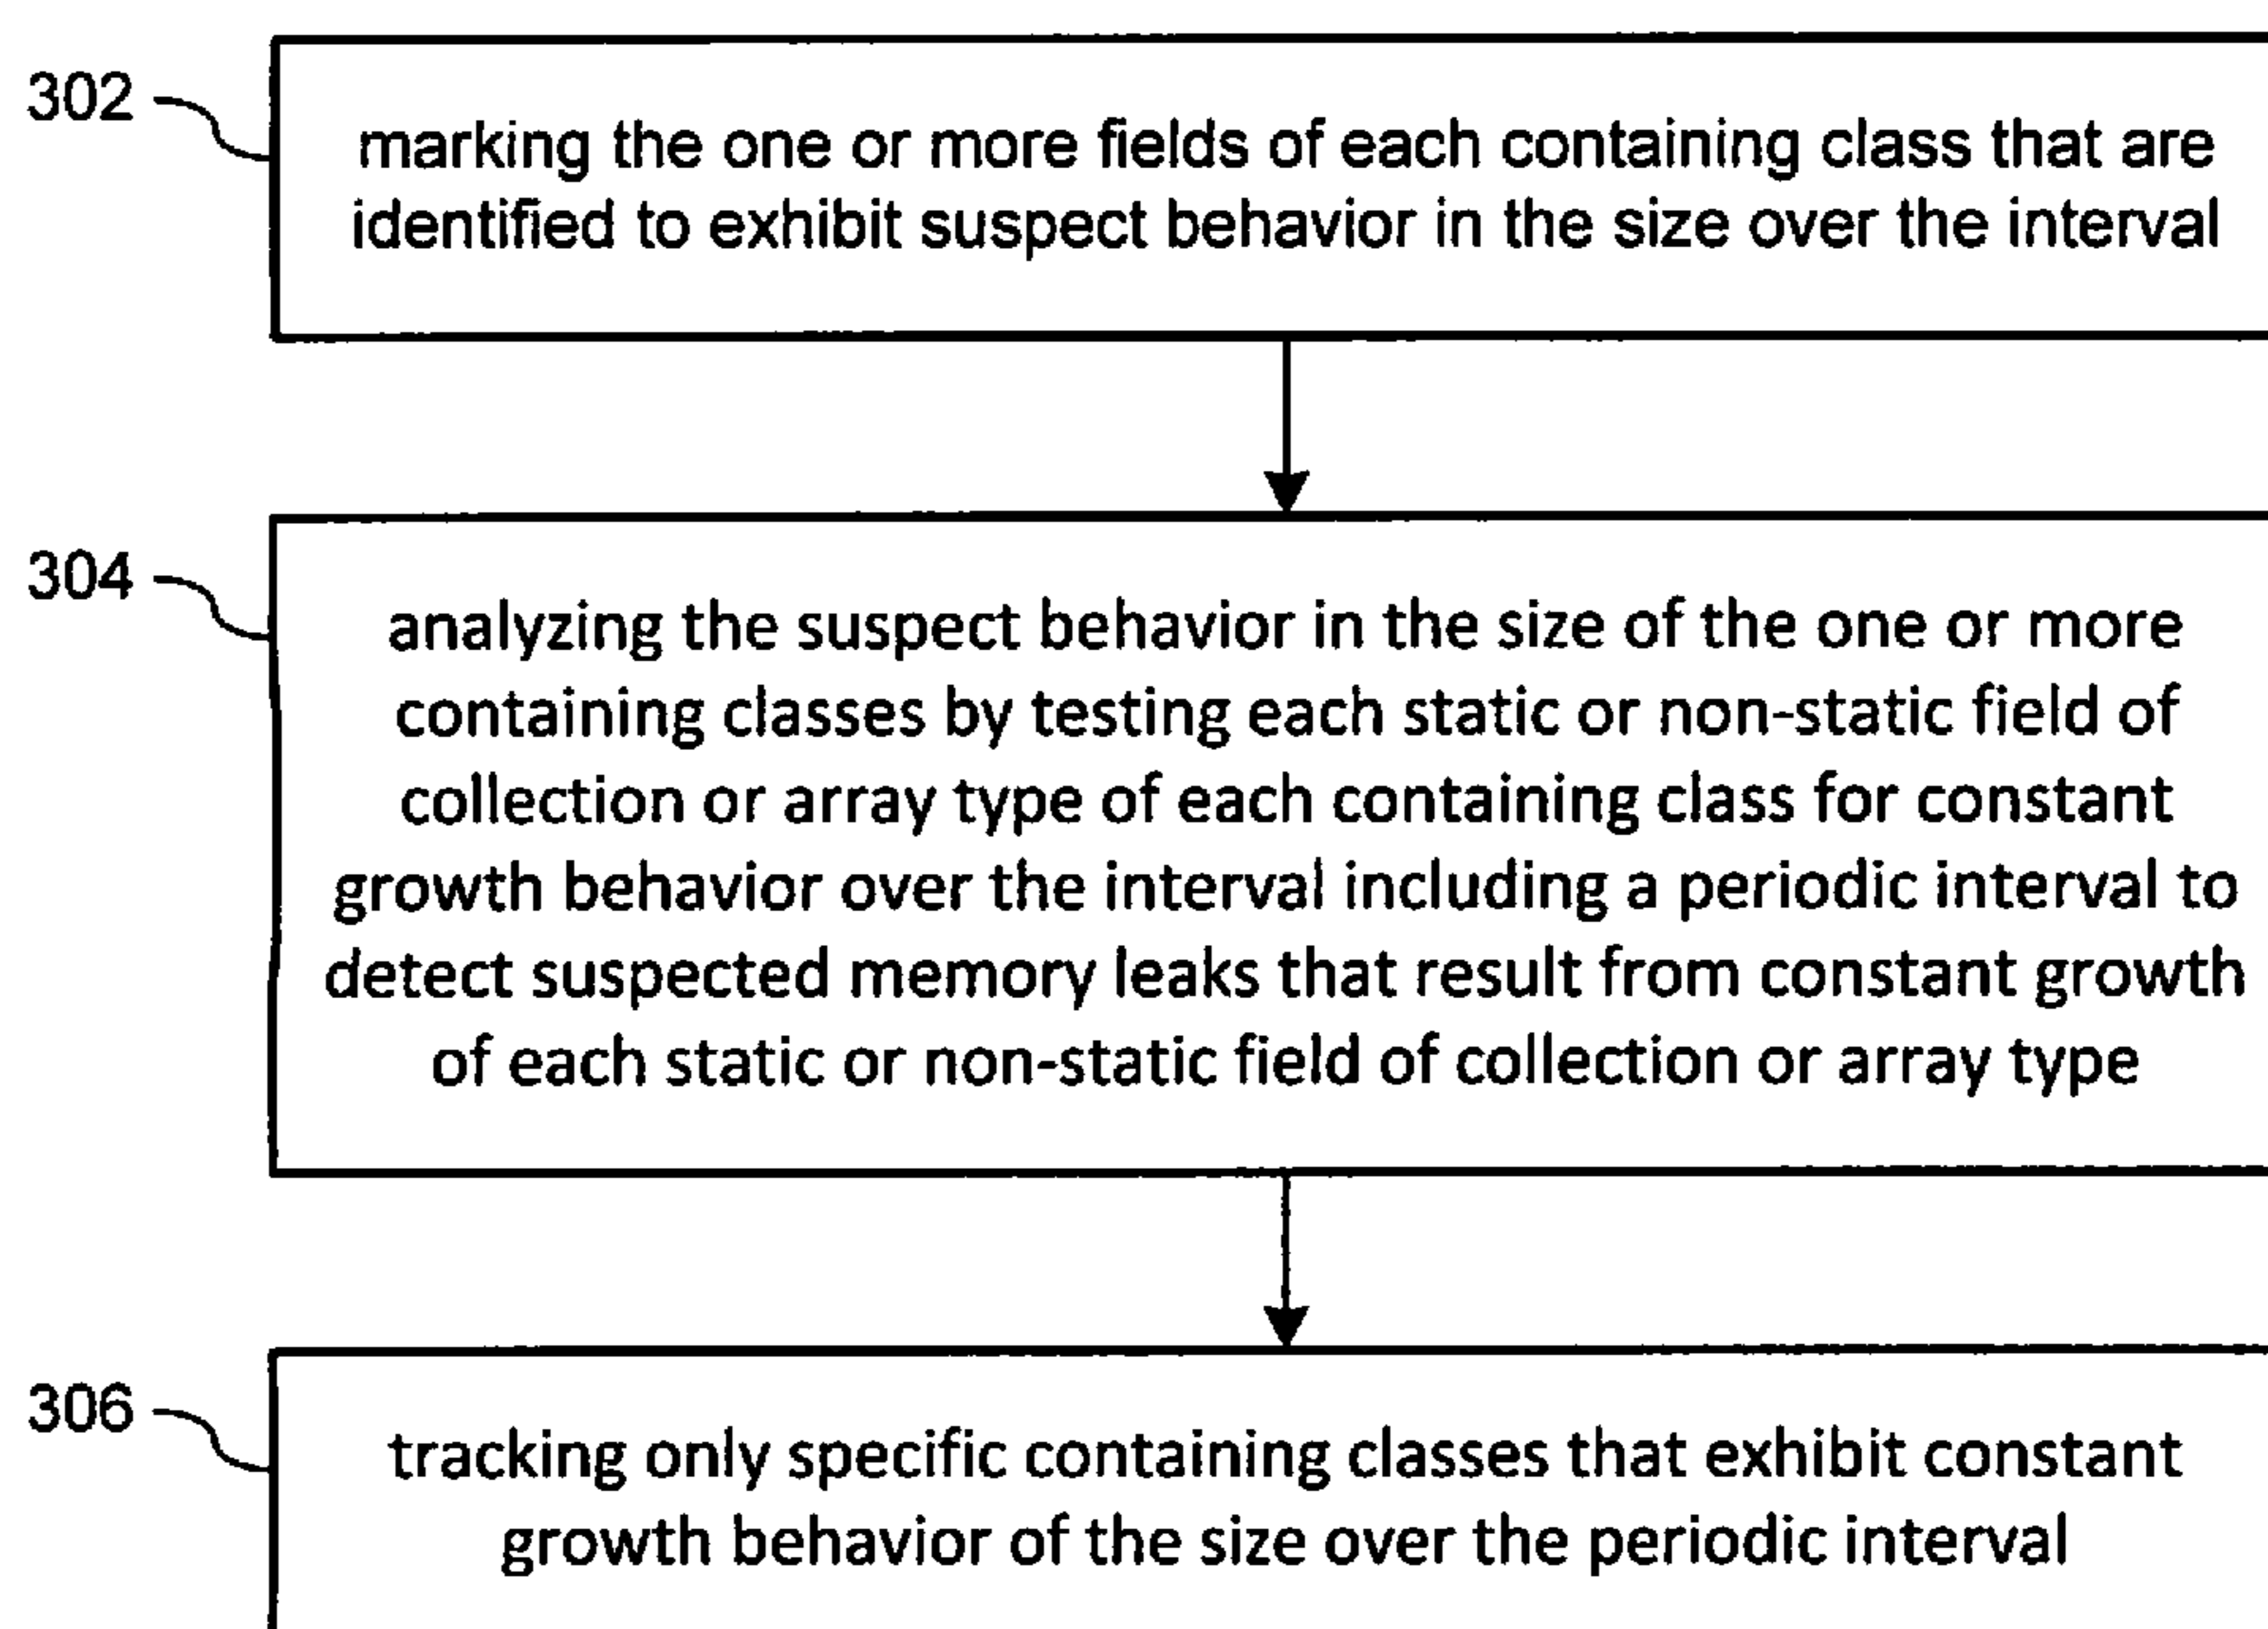 302
marking the one or more fields of each containing class that are
identified to exhibit suspect behavior in the size over the interval
304
analyzing the suspect behavior in the size of the one or more
containing classes by testing each static or non-static field of
collection or array type of each containing class for constant
growth behavior over the interval including a periodic interval to
detect suspected memory leaks that result from constant growth
of each static or non-static field of collection or array type
306
tracking only specific containing classes that exhibit constant
growth behavior of the size over the periodic interval